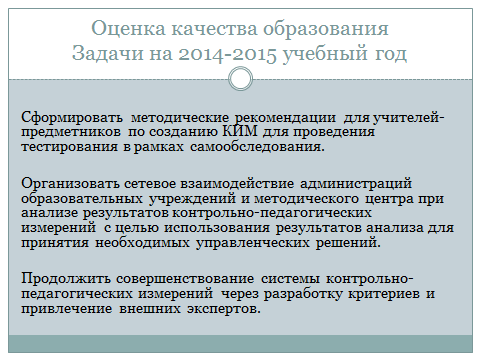 Оценка качества образования
Задачи на 2014-2015 учебный год
Сформировать методические рекомендации для учителей-
предметников по созданию КИМ для проведения
тестирования в рамках самообследования.
Организовать сетевое взаимодействие администраций
образовательных учреждений и методического центра при
анализе результатов контрольно-педагогических
измерений с целью использования результатов анализа для
принятия необходимых управленческих решений.
Продолжить совершенствование системы контрольно-
педагогических измерений через разработку критериев и
привлечение внешних экспертов.